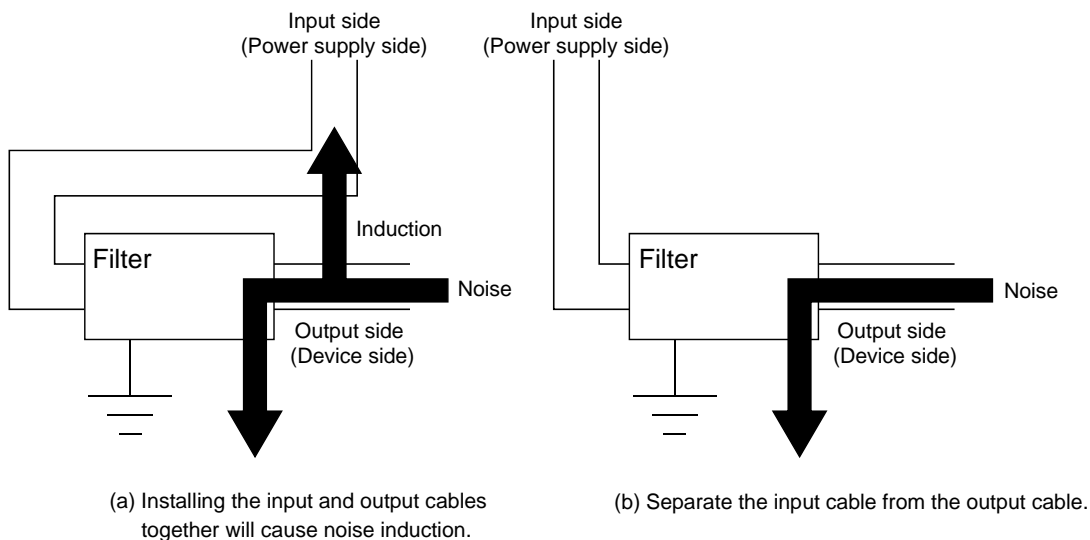 Input side
(Power supply side)
Induction
Filter
Noise
Output side
(Device side)
(a) Installing the input and output cables
together will cause noise induction.
Input side
(Power supply side)
Filter
Noise
Output side
(Device side)
(b) Separate the input cable from the output cable.